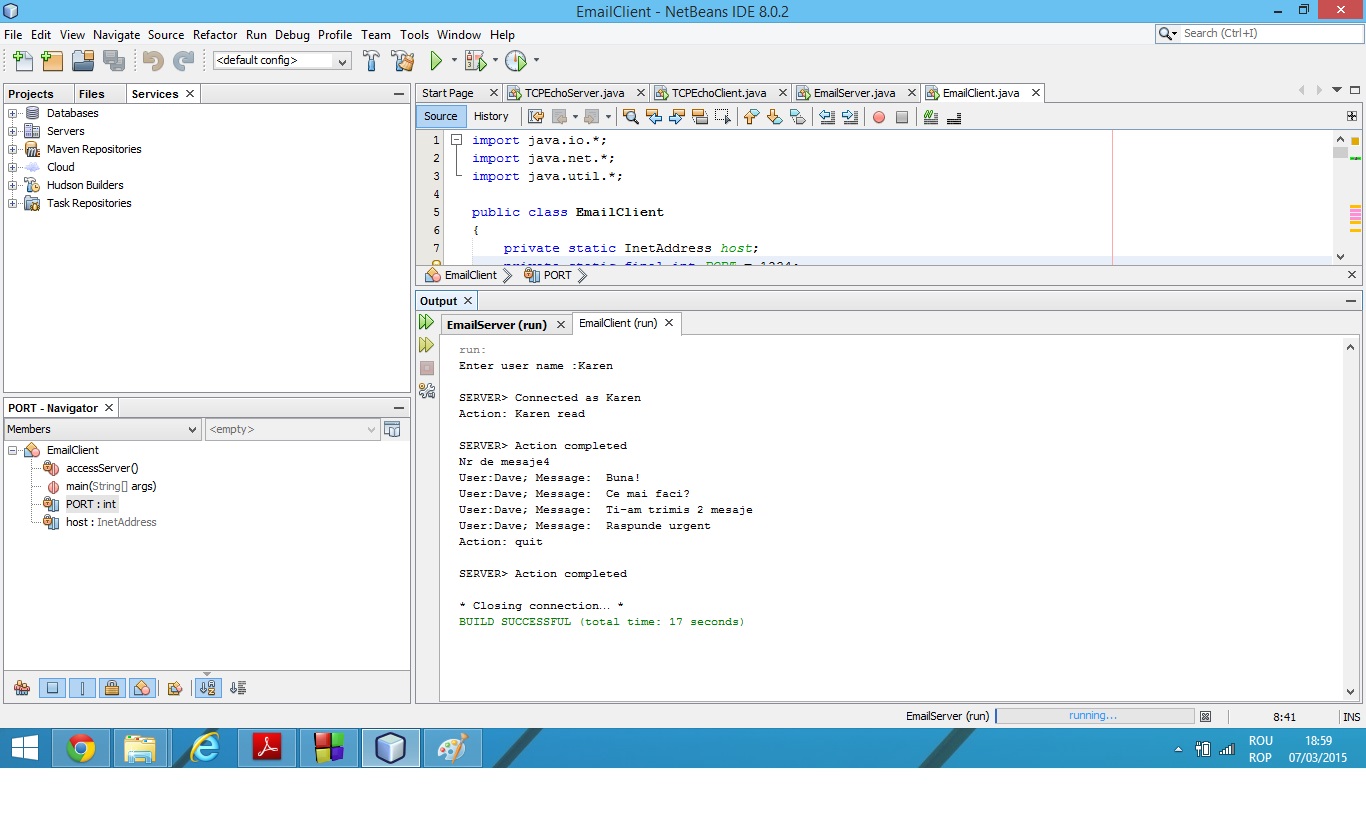 EmailClient - NetBeans IDE 8.0.2
File Edit View Navigate Source Refactor Run Debug Profile Team Tools Window Help
Search (Ctrl+I)
<default config>
Projects Files Services
Databases
Servers
Maven Repositories
Cloud
Hudson Builders
Task Repositories
PORT - Navigator
Members <empty>
EmailClient
accessServer()
main(String[] args)
PORT : int
host : InetAddress
Start Page TCPEchoServer.java TCPEchoClient.java EmailServer.java EmailClient.java
Source History
1 import java.io.*;
2 import java.net.*;
3 import java.util.*;
4
5 public class EmailClient
6 {
7 private static InetAddress host;
private static final int PORT = 1234;
EmailClient PORT
Output
EmailServer (run) EmailClient (run)
run:
Enter user name :Karen
SERVER> Connected as Karen
Action: Karen read
SERVER> Action completed
Nr de mesaje4
User:Dave; Message: Buna!
User:Dave; Message: Ce mai faci?
User:Dave; Message: Ti-am trimis 2 mesaje
User:Dave; Message: Raspunde urgent
Action: quit
SERVER> Action completed
* Closing connection… *
BUILD SUCCESSFUL (total time: 17 seconds)
EmailServer (run) running... 8:41 INS
ROU 18:59
ROP 07/03/2015